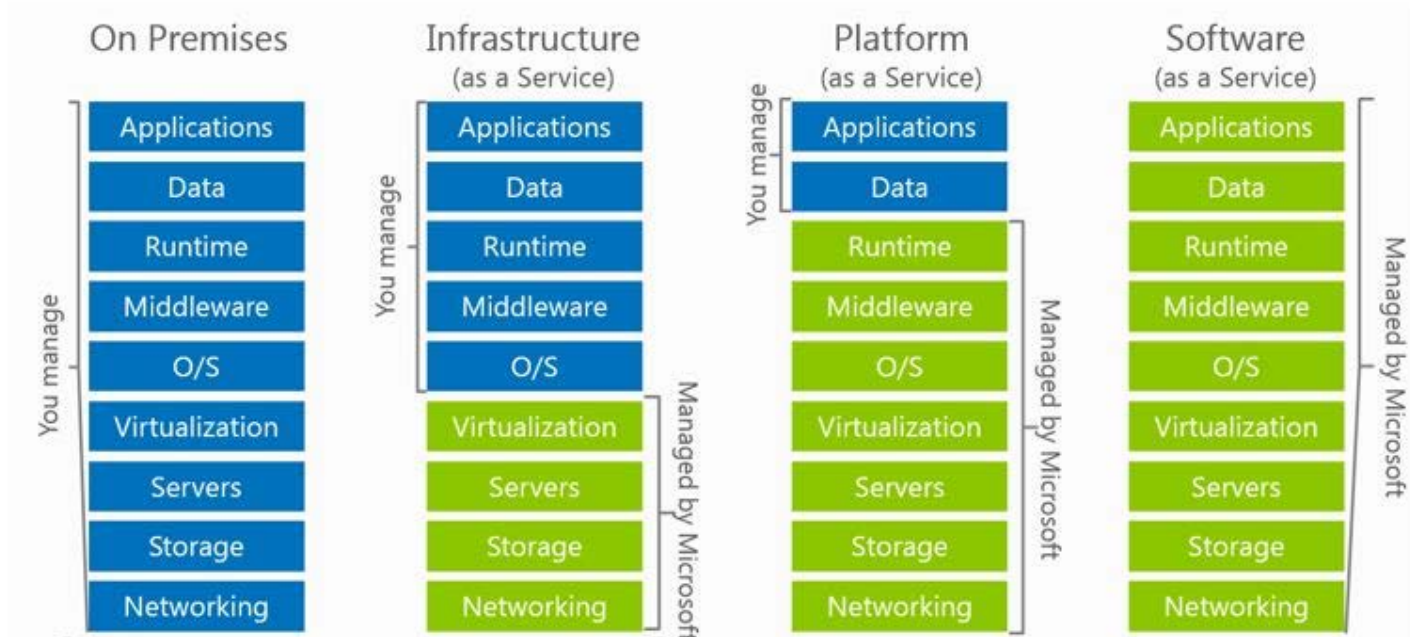 On Premises
Infrastructure
(as a Service)
Platform
(as a Service)
Software
(as a Service)
You manage
Applications
Data
Runtime
Middleware
O/S
Virtualization
Servers
Storage
Networking
You manage
Applications
Data
Runtime
Middleware
O/S
Virtualization
Servers
Storage
Networking
Managed by Microsoft
You manage
Applications
Data
Runtime
Middleware
O/S
Virtualization
Servers
Storage
Networking
Managed by Microsoft
Applications
Data
Runtime
Middleware
O/S
Virtualization
Servers
Storage
Networking
Managed by Microsoft